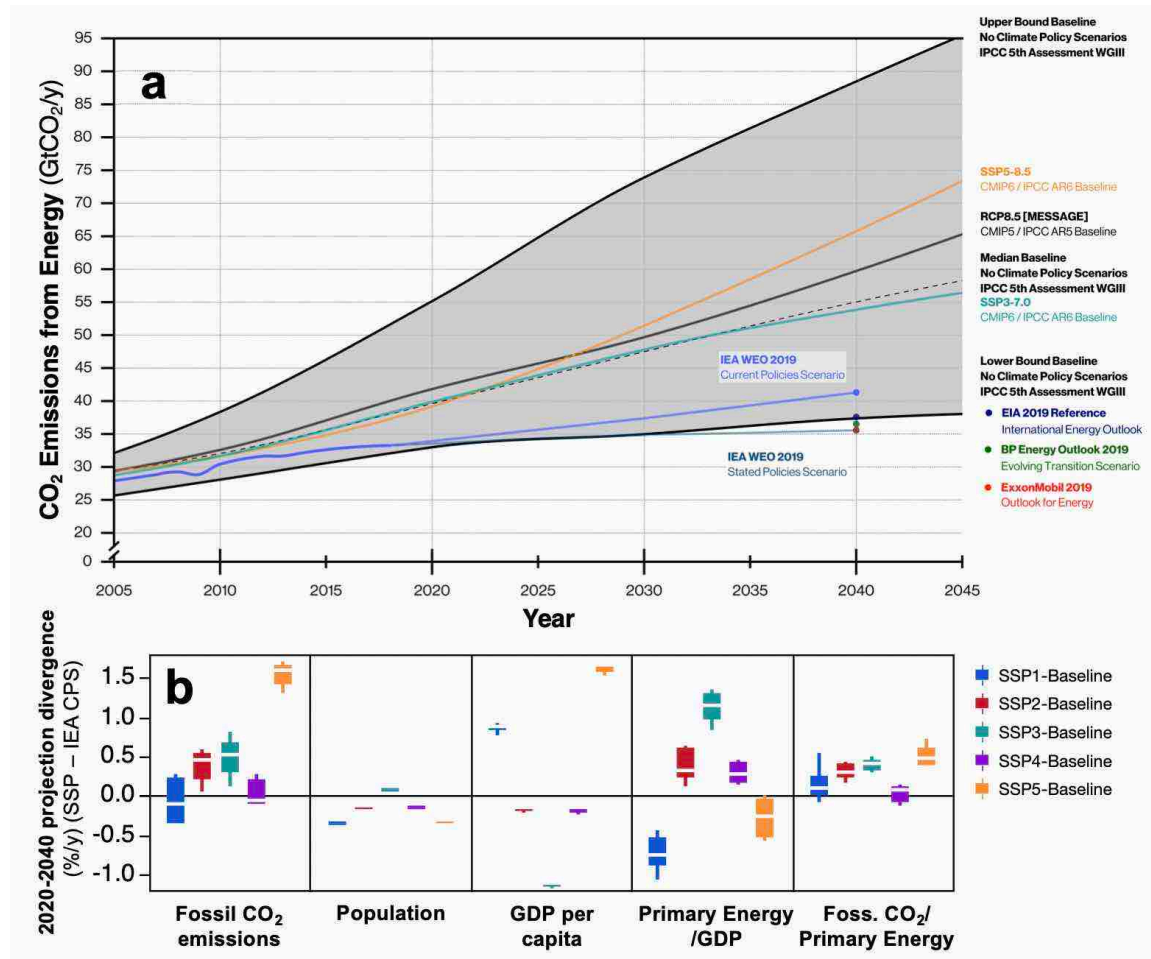 a
CO₂ Emissions from Energy (GtCO₂/y)
95
90
85
80
75
70
65
60
55
50
45
40
35
30
25
20
0
2005
2010
2015
2020
2025
2030
2035
2040
2045
Year
IEA WEO 2019
Current Policies Scenario
IEA WEO 2019
Stated Policies Scenario
Upper Bound Baseline
No Climate Policy Scenarios
IPCC 5th Assessment WGIII
SSP5-8.5
CMIP6 / IPCC AR6 Baseline
RCP8.5 [MESSAGE]
CMIP5 / IPCC AR5 Baseline
Median Baseline
No Climate Policy Scenarios
IPCC 5th Assessment WGIII
SSP3-7.0
CMIP6 / IPCC AR6 Baseline
Lower Bound Baseline
No Climate Policy Scenarios
IPCC 5th Assessment WGIII
EIA 2019 Reference
International Energy Outlook
BP Energy Outlook 2019
Evolving Transition Scenario
ExxonMobil 2019
Outlook for Energy
b
2020-2040 projection divergence
(%/y) (SSP – IEA CPS)
1.5
1.0
0.5
0.0
-0.5
-1.0
Fossil CO₂
emissions
Population
GDP per
capita
Primary Energy
/GDP
Foss. CO₂/
Primary Energy
SSP1-Baseline
SSP2-Baseline
SSP3-Baseline
SSP4-Baseline
SSP5-Baseline